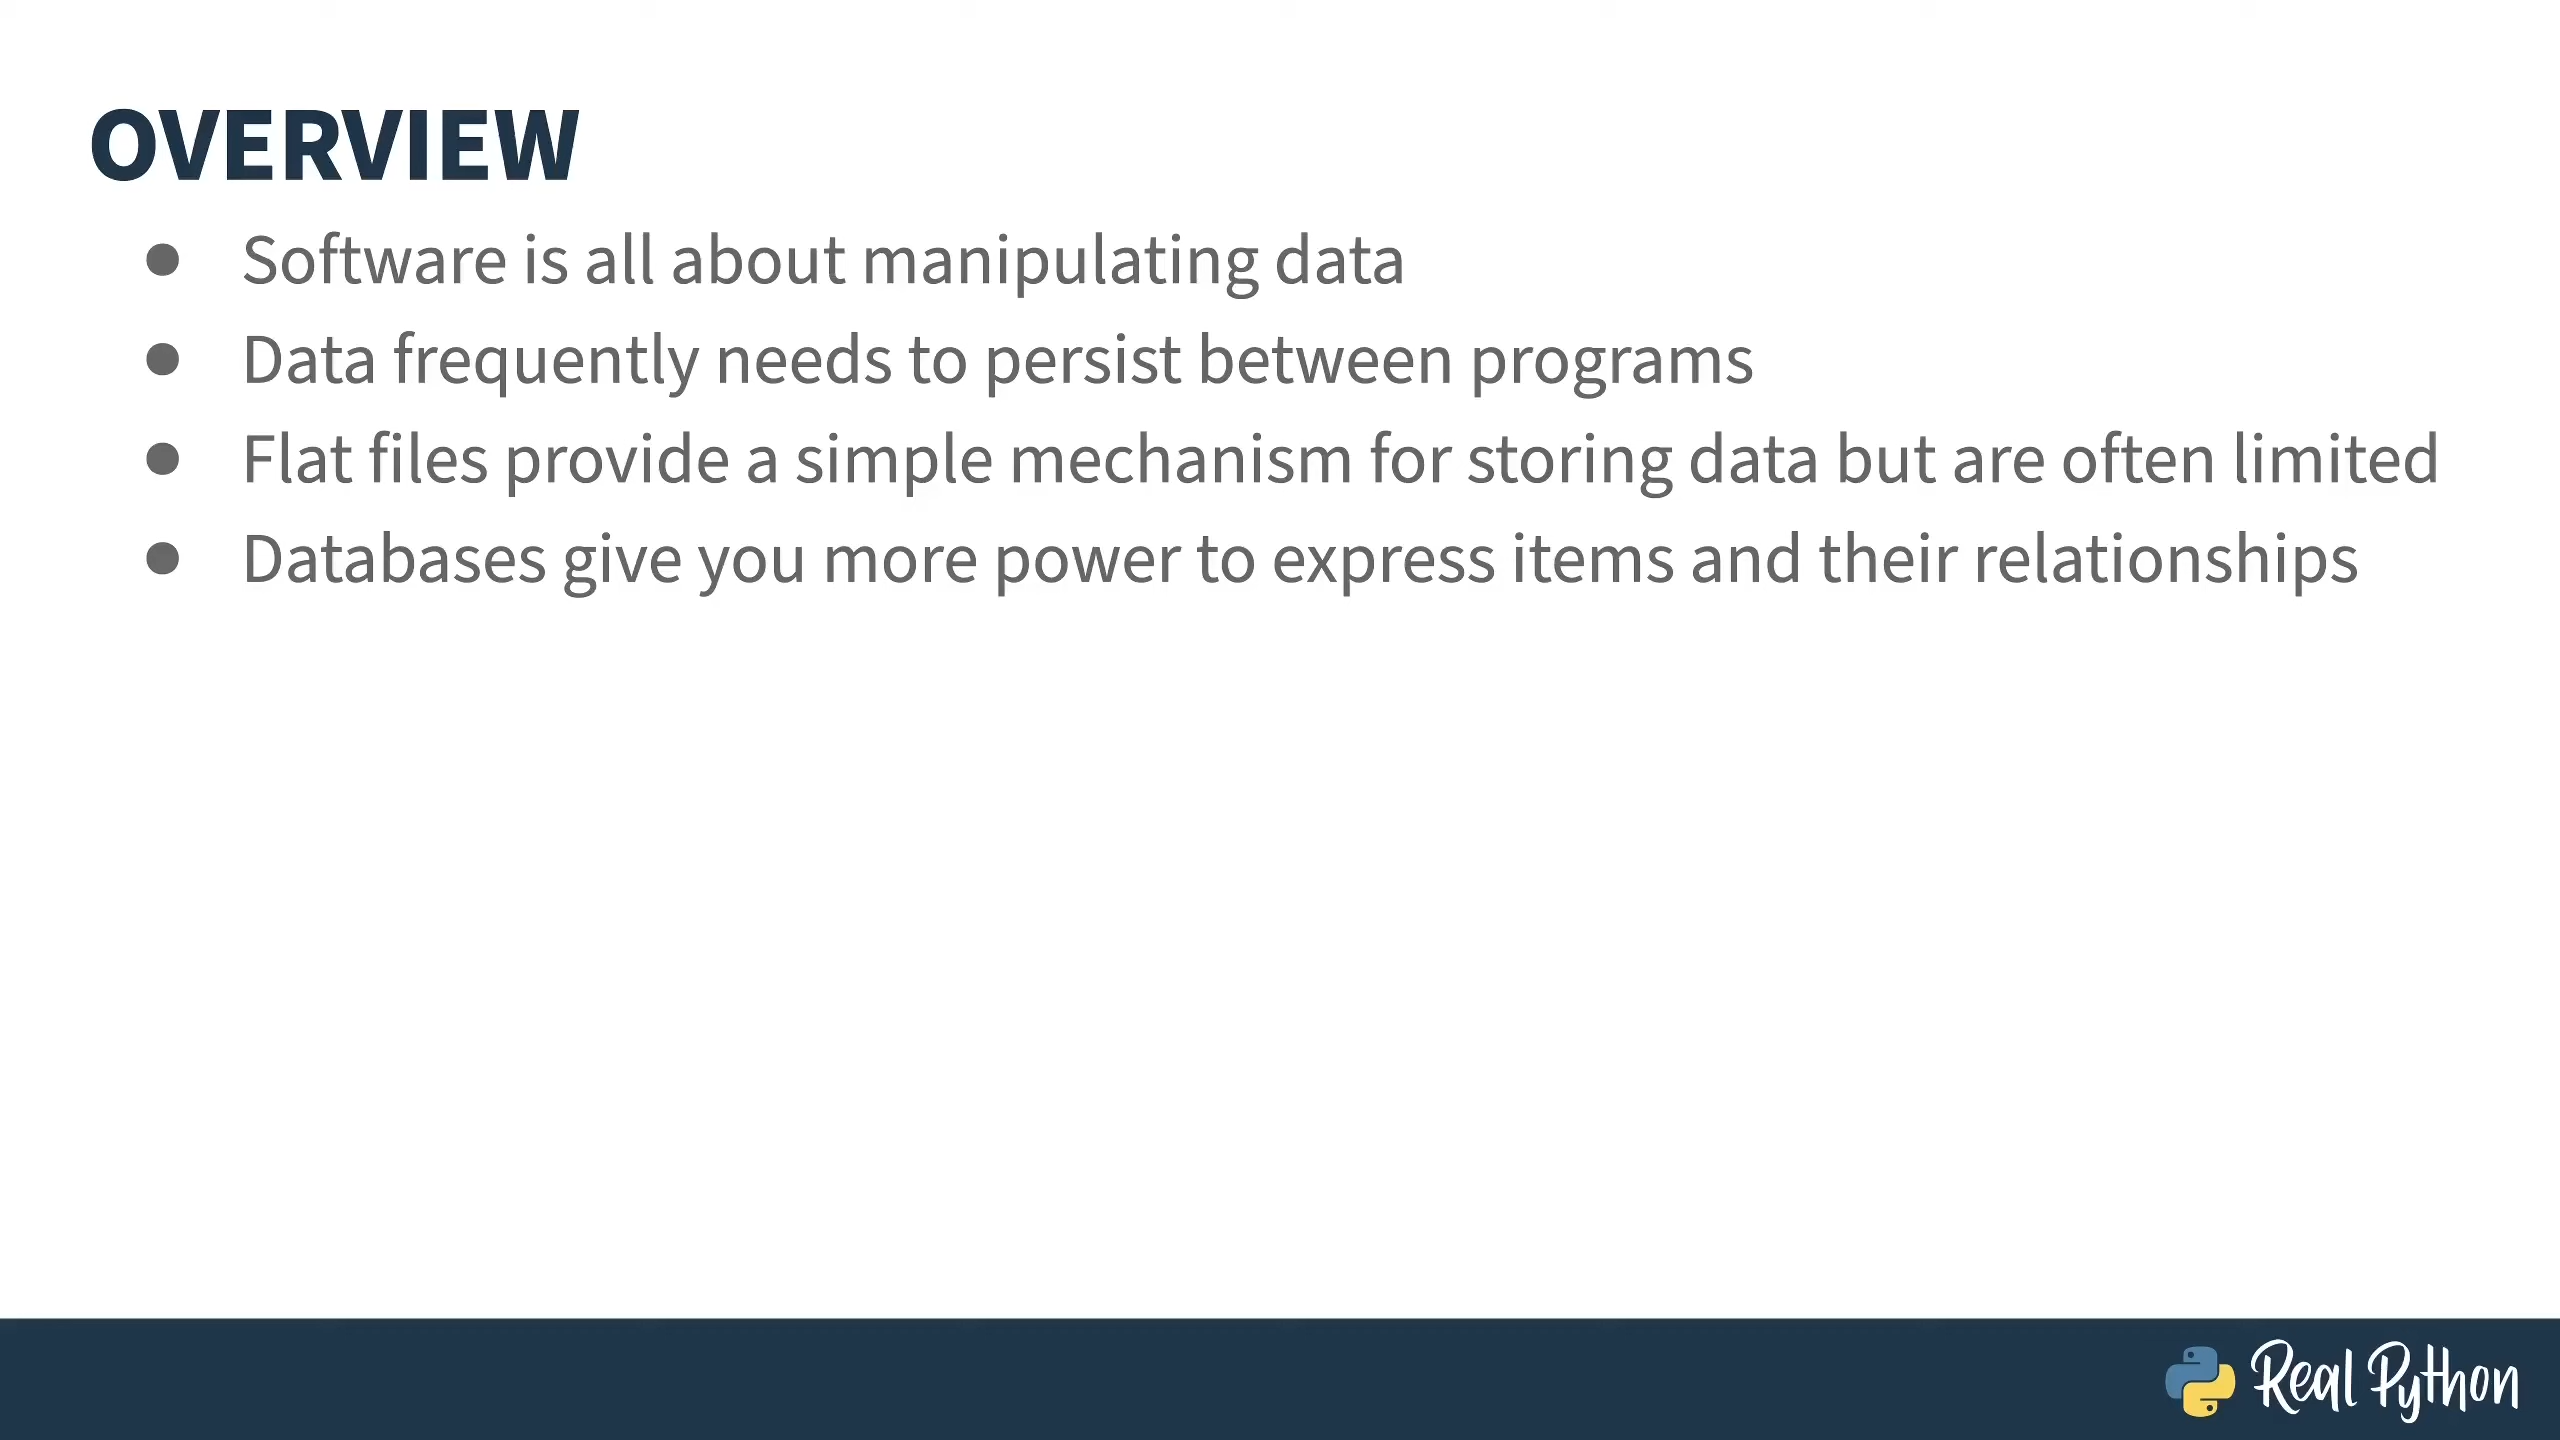 OVERVIEW
● Software is all about manipulating data
● Data frequently needs to persist between programs
● Flat files provide a simple mechanism for storing data but are often limited
● Databases give you more power to express items and their relationships
Real Python